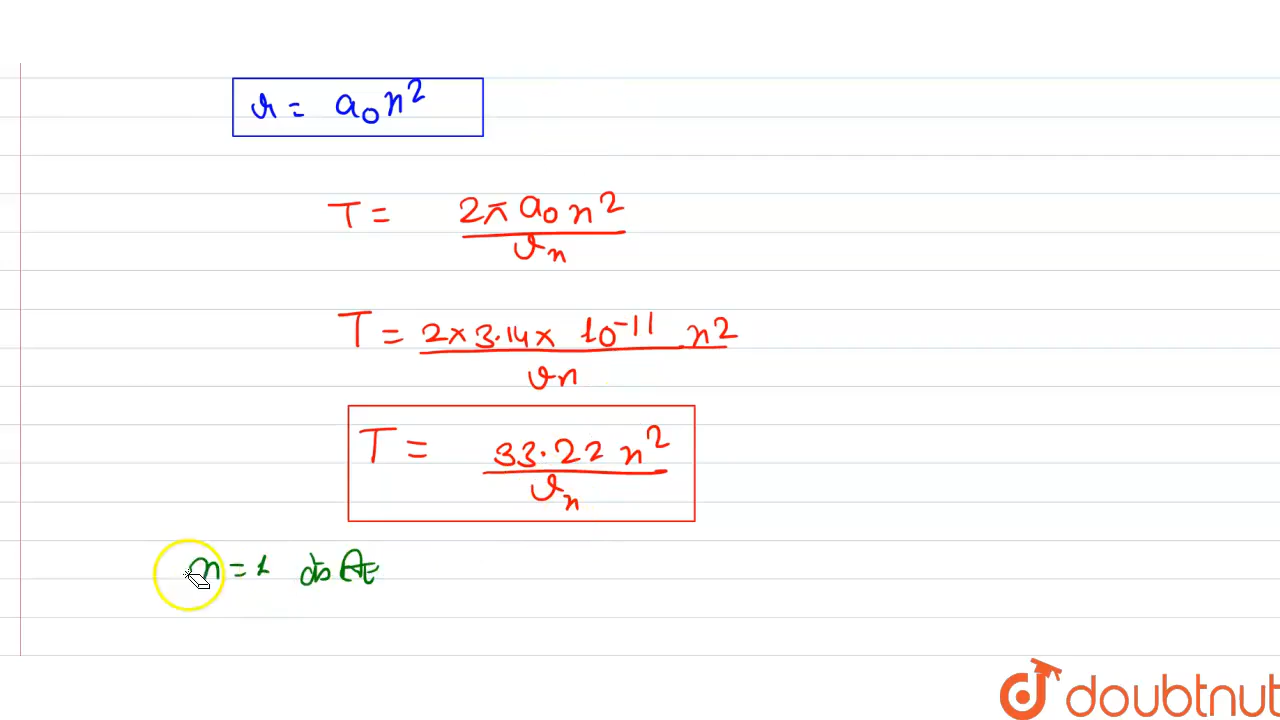 r = a₀n²
T = 2π a₀ n² / vₙ
T = 2 × 3.14 × 10⁻¹¹ n² / vn
T = 33.22 n² / vₙ
n = 1
doubtnut